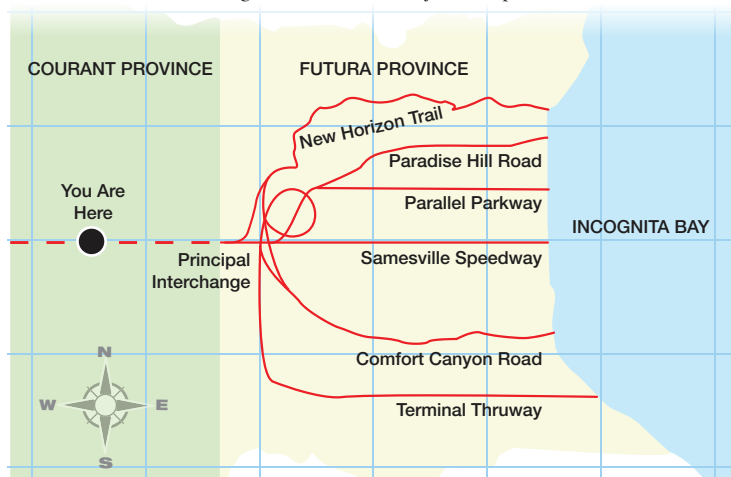 COURANT PROVINCE
FUTURA PROVINCE
New Horizon Trail
Paradise Hill Road
You Are
Here
Parallel Parkway
INCOGNITA BAY
Principal
Interchange
Samesville Speedway
N
W
E
S
Comfort Canyon Road
Terminal Thruway